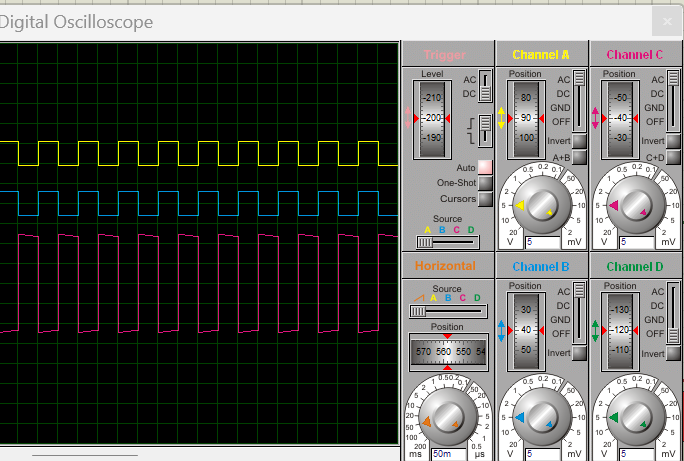 Digital Oscilloscope
Trigger
Level
AC
DC
-210
-200
-190
Auto
One-Shot
Cursors
Source
A B C D
Channel A
Position
AC
DC
GND
OFF
80
90
100
Invert
A+B
0.5 0.2 0.1
1 50
2 20
5 10
10 5
20 2
V 5 mV
Channel C
Position
AC
DC
GND
OFF
-50
-40
-30
Invert
C+D
0.5 0.2 0.1
1 50
2 20
5 10
10 5
20 2
V 5 mV
Horizontal
Source
A B C D
Position
570 560 550 54
1 0.5 0.2 0.1
2 50
5 20
10 10
20 5
50 2
100 1
200 0.5
ms 50m µs
Channel B
Position
AC
DC
GND
OFF
30
40
50
Invert
0.5 0.2 0.1
1 50
2 20
5 10
10 5
20 2
V 5 mV
Channel D
Position
AC
DC
GND
OFF
-130
-120
-110
Invert
0.5 0.2 0.1
1 50
2 20
5 10
10 5
20 2
V 5 mV